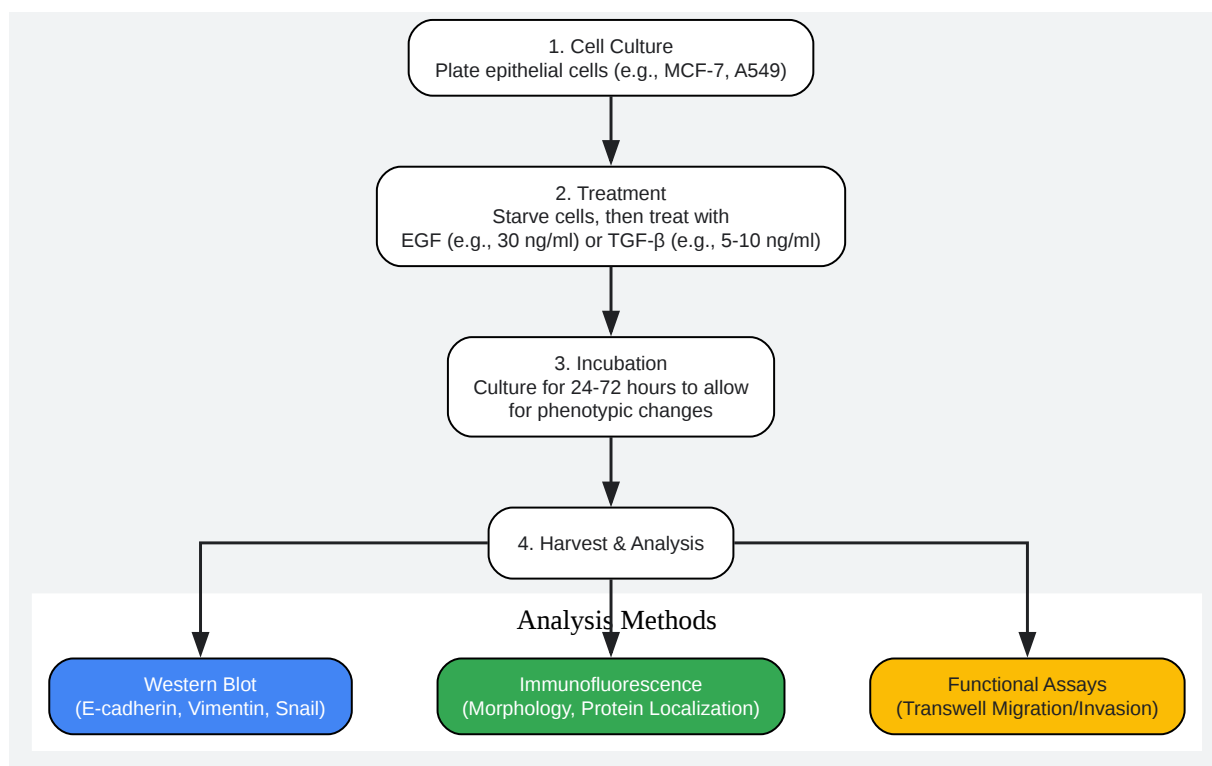 1. Cell Culture
Plate epithelial cells (e.g., MCF-7, A549)
2. Treatment
Starve cells, then treat with
EGF (e.g., 30 ng/ml) or TGF-β (e.g., 5-10 ng/ml)
3. Incubation
Culture for 24-72 hours to allow
for phenotypic changes
4. Harvest & Analysis
Analysis Methods
Western Blot
(E-cadherin, Vimentin, Snail)
Immunofluorescence
(Morphology, Protein Localization)
Functional Assays
(Transwell Migration/Invasion)